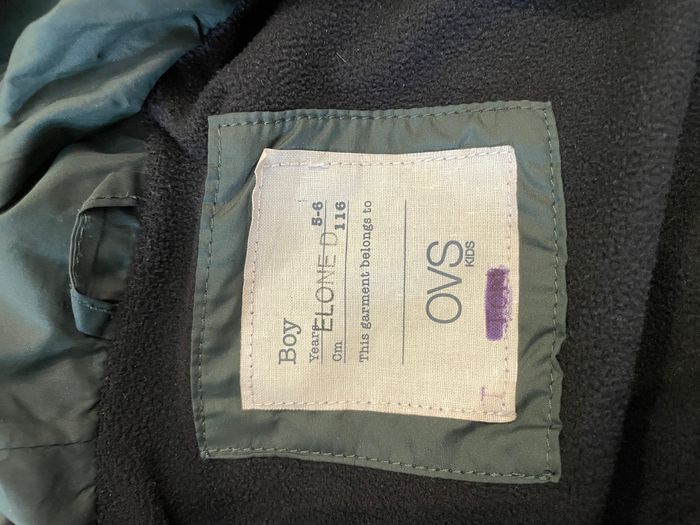 Boy
Years 5-6
ELONE D
Cm 116
This garment belongs to
OVS
KIDS
I